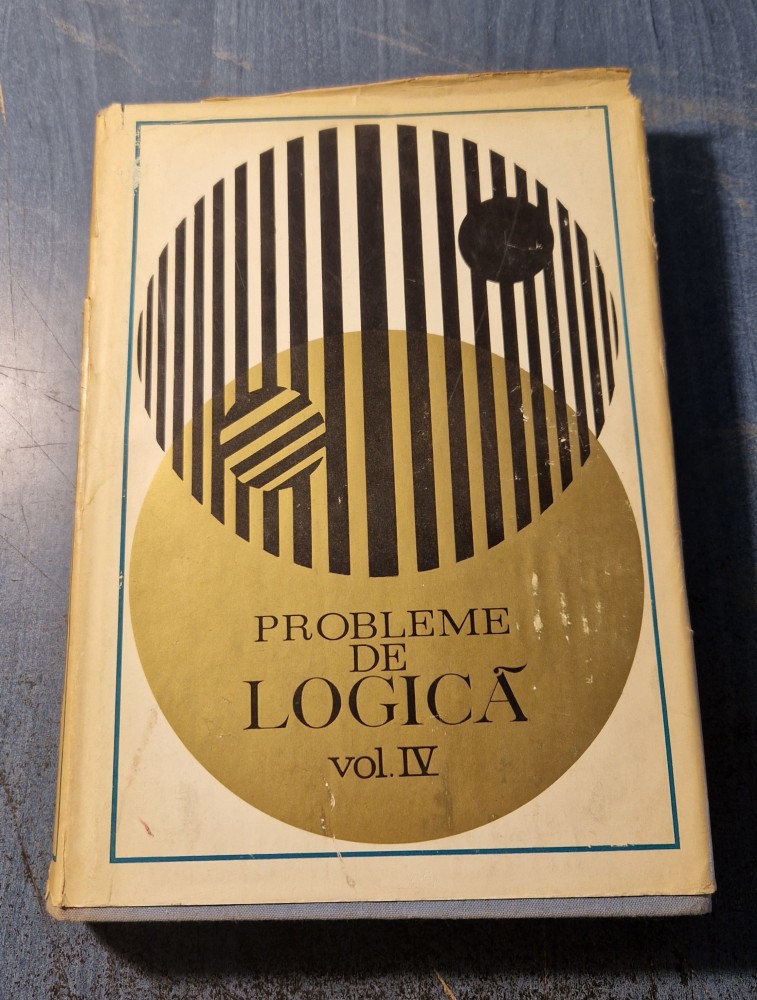 PROBLEME
DE
LOGICĂ
vol. IV